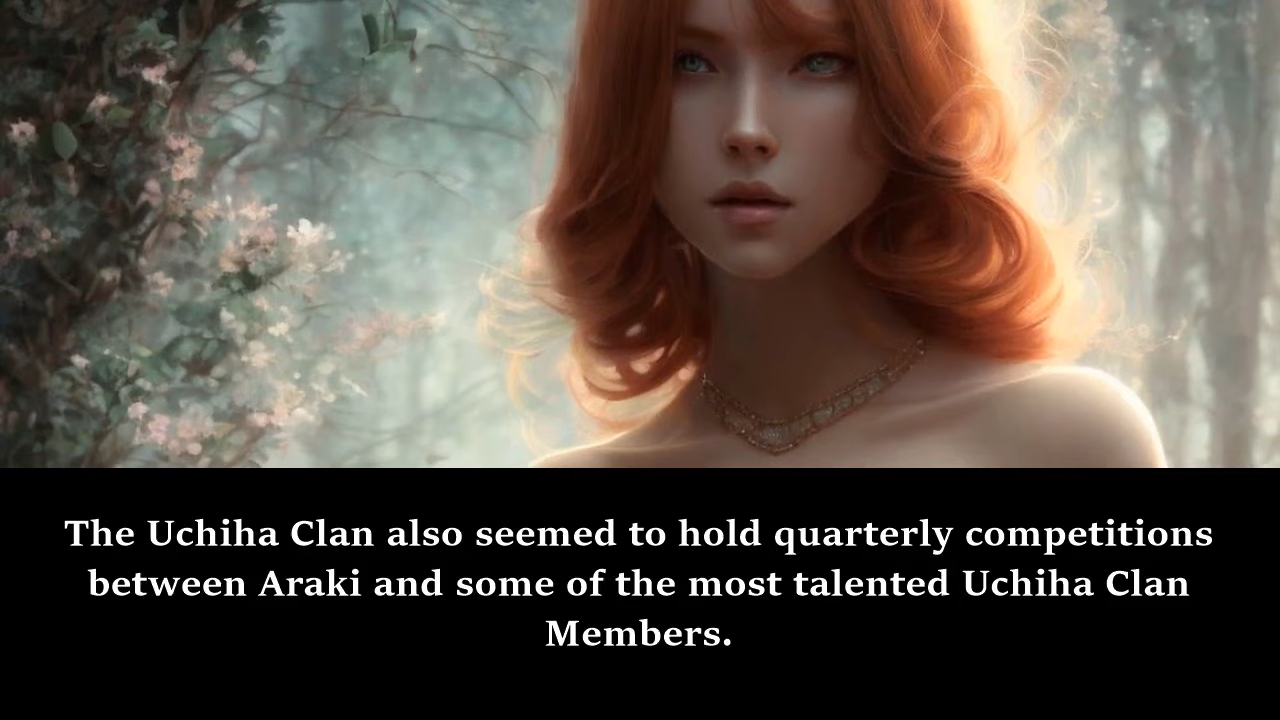 The Uchiha Clan also seemed to hold quarterly competitions
between Araki and some of the most talented Uchiha Clan
Members.